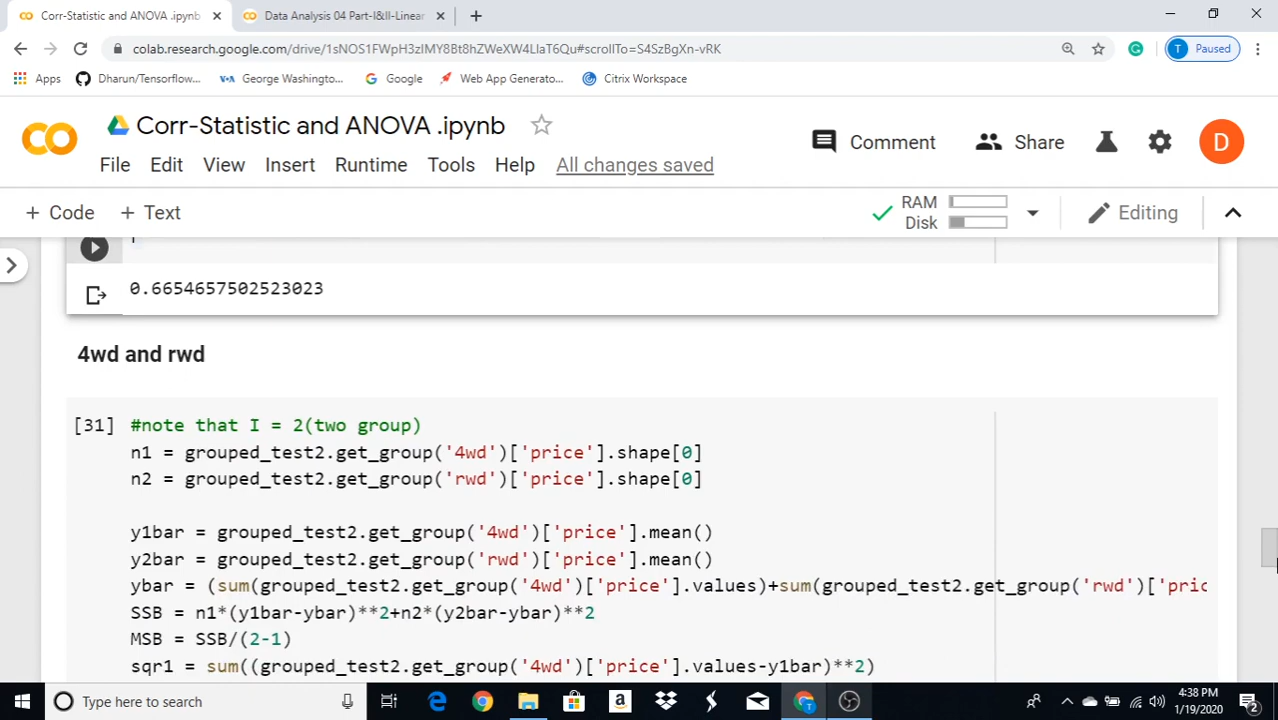 Corr-Statistic and ANOVA .ipynb
Data Analysis 04 Part-I&II-Linear
colab.research.google.com/drive/1sNOS1FWpH3zIMY8Bt8hZWeXW4LlaT6Qu#scrollTo=S4SzBgXn-vRK
T Paused
Apps Dharun/Tensorflow... George Washingto... Google Web App Generato... Citrix Workspace
Corr-Statistic and ANOVA .ipynb
Comment Share D
File Edit View Insert Runtime Tools Help All changes saved
+ Code + Text RAM Disk Editing
0.6654657502523023
4wd and rwd
[31] #note that I = 2(two group)
n1 = grouped_test2.get_group('4wd')['price'].shape[0]
n2 = grouped_test2.get_group('rwd')['price'].shape[0]
y1bar = grouped_test2.get_group('4wd')['price'].mean()
y2bar = grouped_test2.get_group('rwd')['price'].mean()
ybar = (sum(grouped_test2.get_group('4wd')['price'].values)+sum(grouped_test2.get_group('rwd')['pric
SSB = n1*(y1bar-ybar)**2+n2*(y2bar-ybar)**2
MSB = SSB/(2-1)
sqr1 = sum((grouped_test2.get_group('4wd')['price'].values-y1bar)**2)
Type here to search
4:38 PM
1/19/2020
2